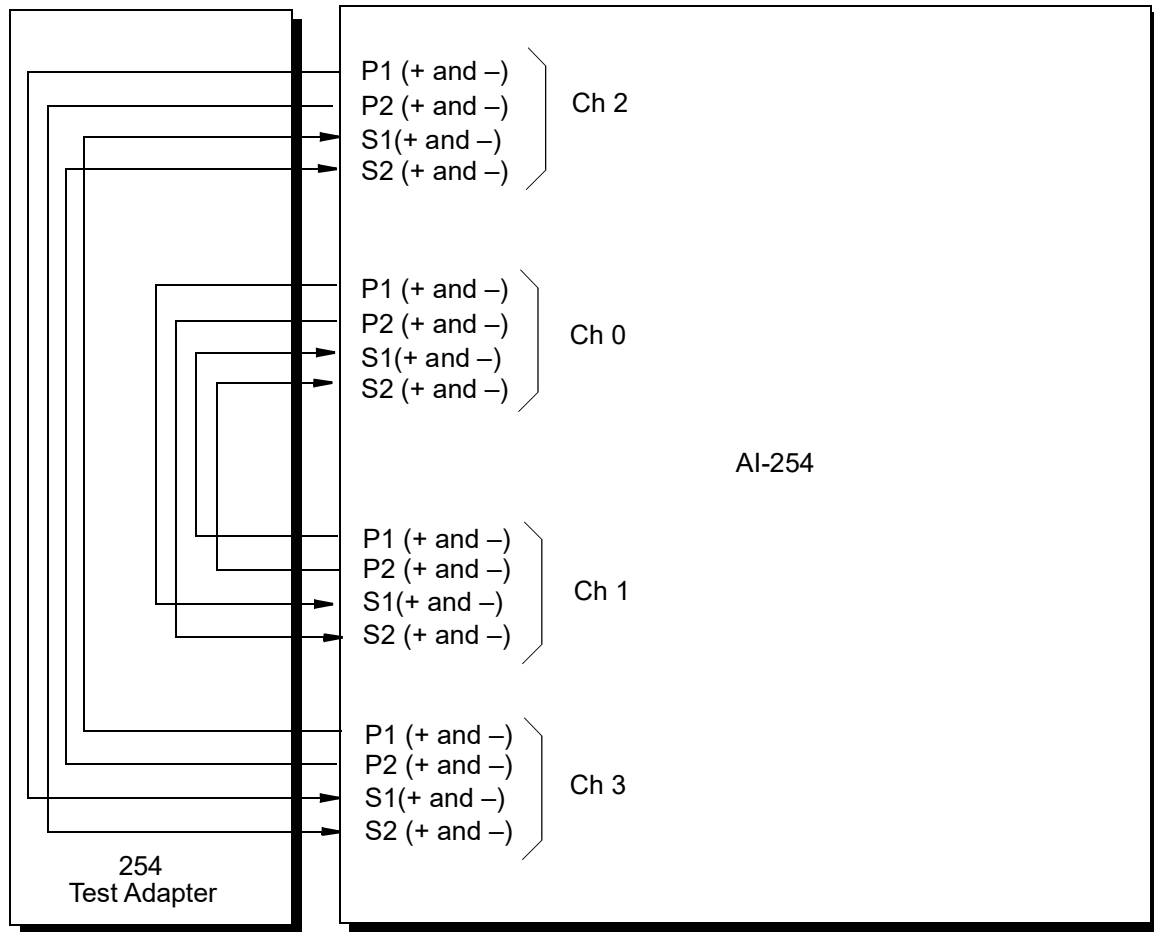 P1 (+ and –)
P2 (+ and –)
S1(+ and –)
S2 (+ and –)
Ch 2
P1 (+ and –)
P2 (+ and –)
S1(+ and –)
S2 (+ and –)
Ch 0
AI-254
P1 (+ and –)
P2 (+ and –)
S1(+ and –)
S2 (+ and –)
Ch 1
P1 (+ and –)
P2 (+ and –)
S1(+ and –)
S2 (+ and –)
Ch 3
254
Test Adapter